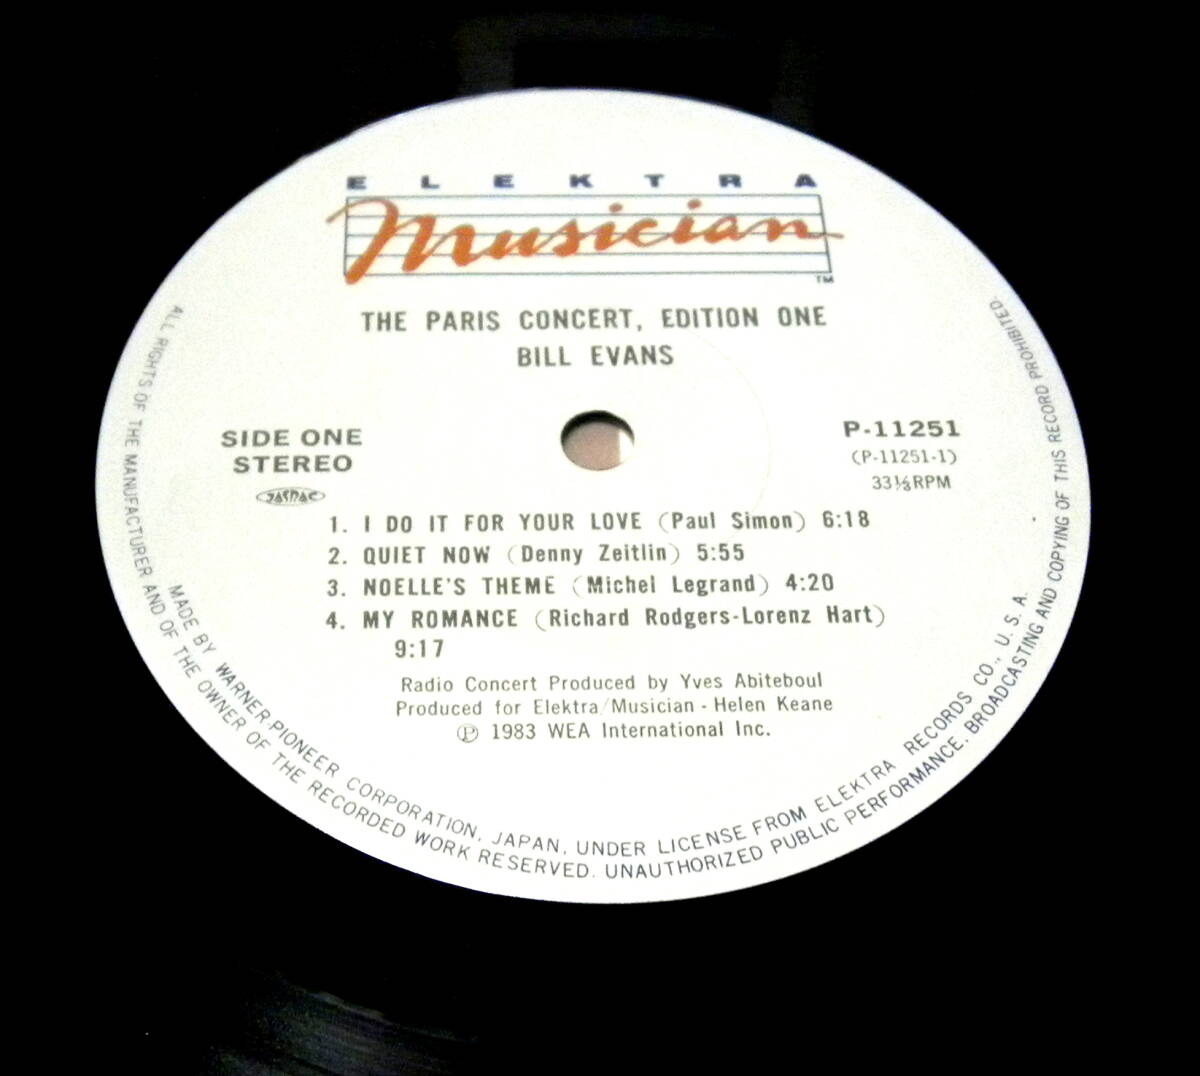 ELEKTRA
Musician
TM
THE PARIS CONCERT, EDITION ONE
BILL EVANS
SIDE ONE
STEREO
JASRAC
P-11251
(P-11251-1)
33⅓RPM
1. I DO IT FOR YOUR LOVE (Paul Simon) 6:18
2. QUIET NOW (Denny Zeitlin) 5:55
3. NOELLE'S THEME (Michel Legrand) 4:20
4. MY ROMANCE (Richard Rodgers-Lorenz Hart)
9:17
Radio Concert Produced by Yves Abiteboul
Produced for Elektra/Musician - Helen Keane
℗ 1983 WEA International Inc.
MADE BY WARNER-PIONEER CORPORATION, JAPAN, UNDER LICENSE FROM ELEKTRA RECORDS CO., U.S.A.
ALL RIGHTS OF THE MANUFACTURER AND OF THE OWNER OF THE RECORDED WORK RESERVED. UNAUTHORIZED PUBLIC PERFORMANCE, BROADCASTING AND COPYING OF THIS RECORD PROHIBITED.